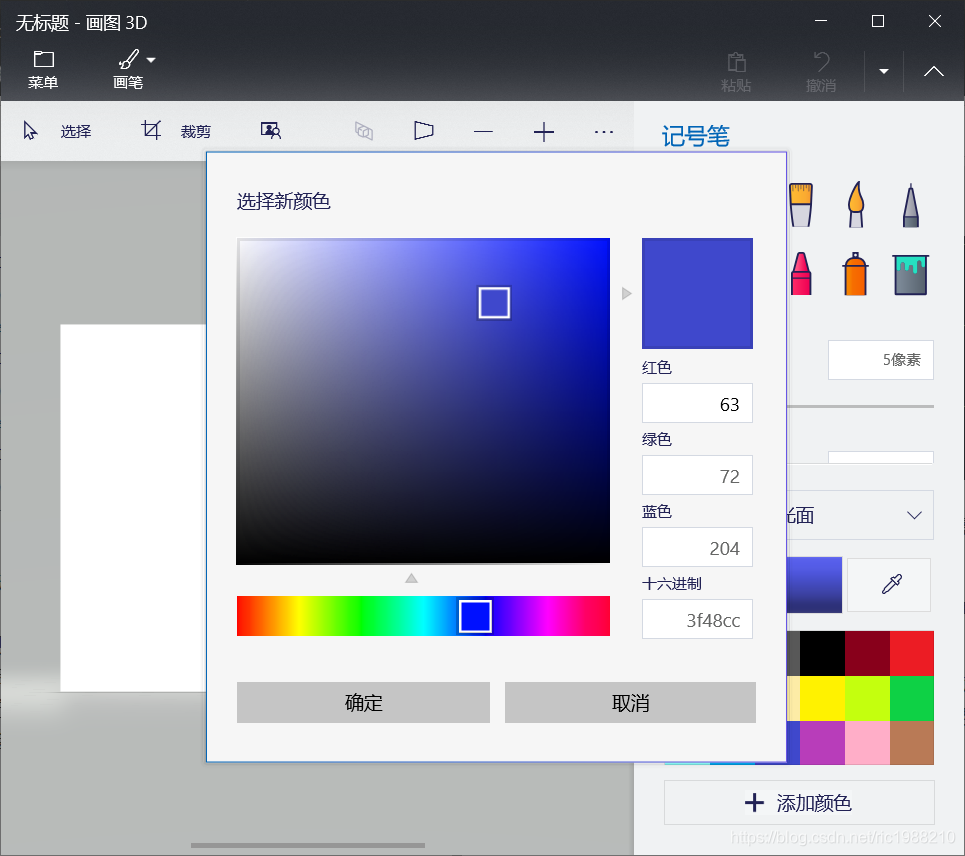 无标题 - 画图 3D
菜单
画笔
粘贴
撤消
选择
裁剪
记号笔
选择新颜色
5像素
红色
63
绿色
72
蓝色
204
光面
十六进制
3f48cc
确定
取消
添加颜色
https://blog.csdn.net/ric1988210